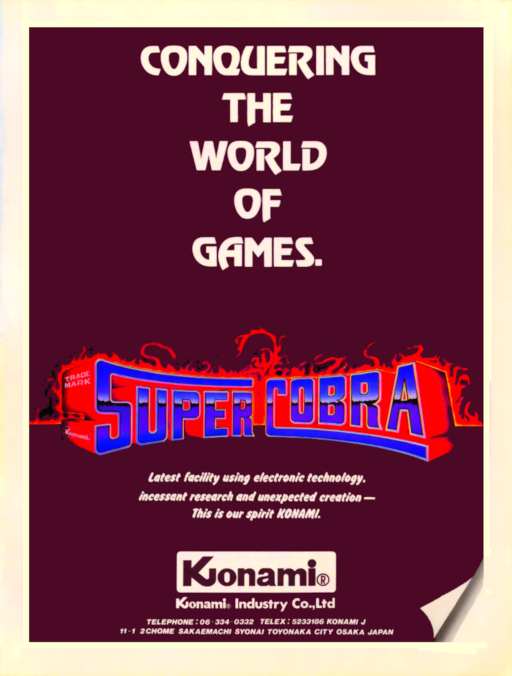 CONQUERING
THE
WORLD
OF
GAMES.
TRADE
MARK
SUPER COBRA
Konami®
Latest facility using electronic technology,
incessant research and unexpected creation —
This is our spirit KONAMI.
Konami®
Konami® Industry Co.,Ltd
TELEPHONE : 06-334-0332 TELEX : 5233186 KONAMI J
11-1 2CHOME SAKAEMACHI SYONAI TOYONAKA CITY OSAKA JAPAN